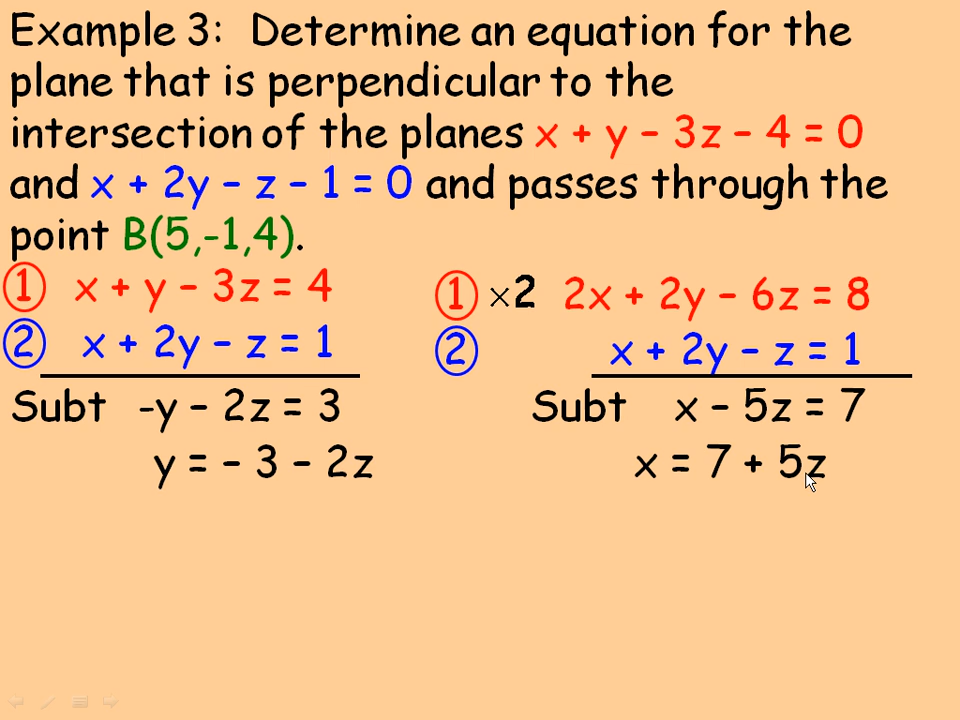 Example 3: Determine an equation for the
plane that is perpendicular to the
intersection of the planes x + y – 3z – 4 = 0
and x + 2y – z – 1 = 0 and passes through the
point B(5,-1,4).
① x + y – 3z = 4
② x + 2y – z = 1
Subt -y – 2z = 3
y = – 3 – 2z
① ×2 2x + 2y – 6z = 8
② x + 2y – z = 1
Subt x – 5z = 7
x = 7 + 5z